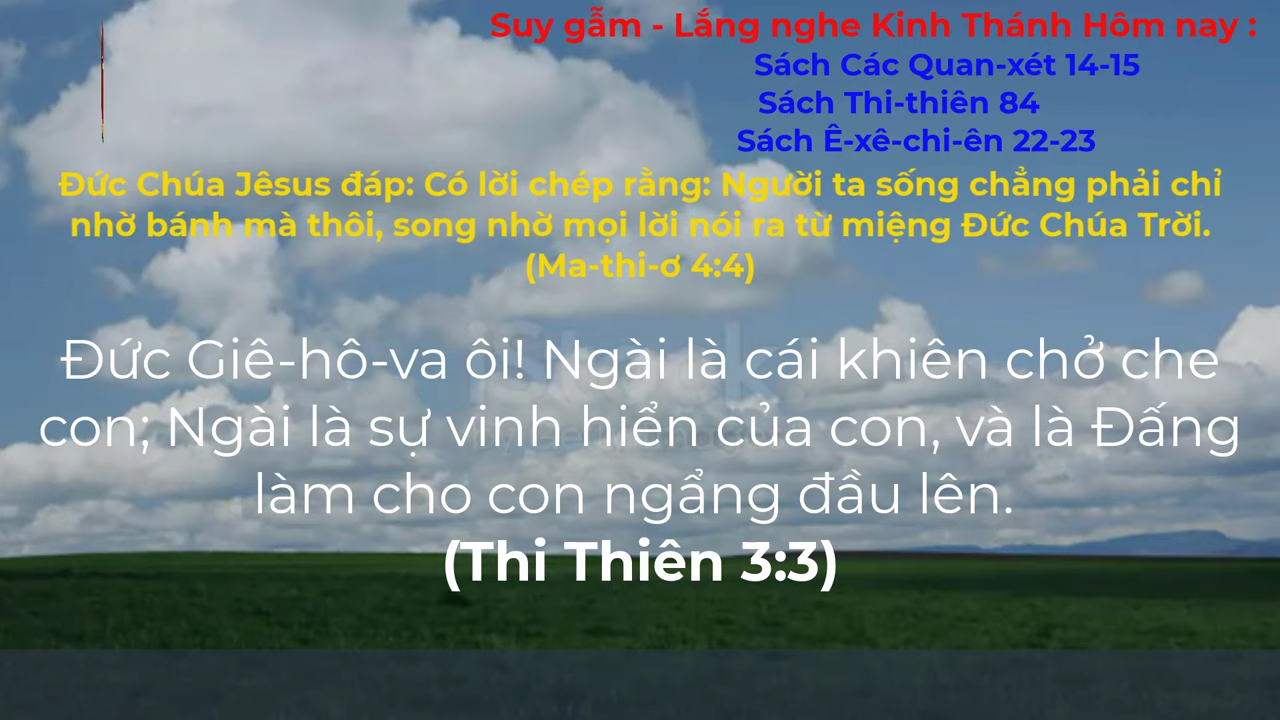 Suy gẫm - Lắng nghe Kinh Thánh Hôm nay :
Sách Các Quan-xét 14-15
Sách Thi-thiên 84
Sách Ê-xê-chi-ên 22-23
Đức Chúa Jêsus đáp: Có lời chép rằng: Người ta sống chẳng phải chỉ
nhờ bánh mà thôi, song nhờ mọi lời nói ra từ miệng Đức Chúa Trời.
(Ma-thi-ơ 4:4)
Đức Giê-hô-va ôi! Ngài là cái khiên chở che
con; Ngài là sự vinh hiển của con, và là Đấng
làm cho con ngẩng đầu lên.
(Thi Thiên 3:3)